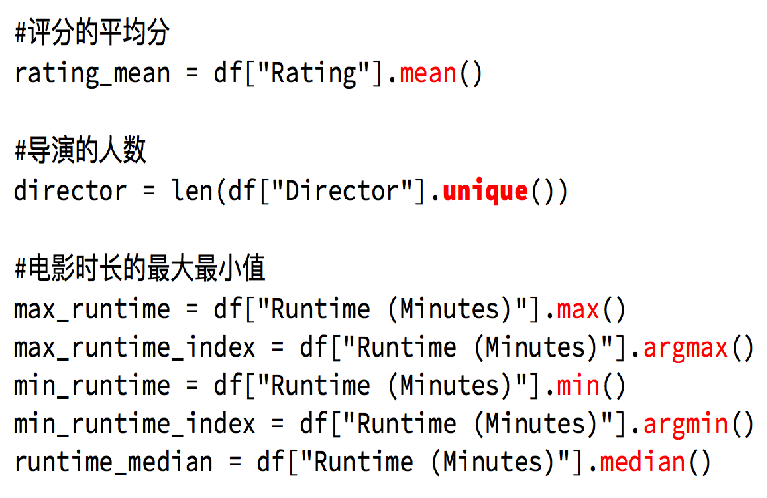 #评分的平均分
rating_mean = df["Rating"].mean()
#导演的人数
director = len(df["Director"].unique())
#电影时长的最大最小值
max_runtime = df["Runtime (Minutes)"].max()
max_runtime_index = df["Runtime (Minutes)"].argmax()
min_runtime = df["Runtime (Minutes)"].min()
min_runtime_index = df["Runtime (Minutes)"].argmin()
runtime_median = df["Runtime (Minutes)"].median()